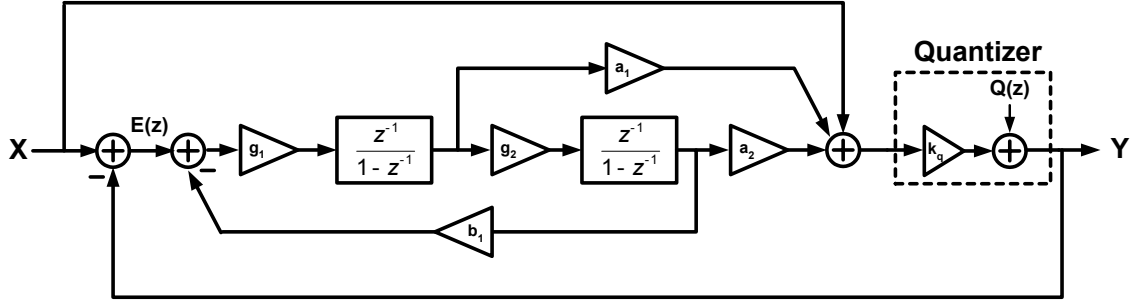 Quantizer
a₁
Q(z)
E(z)
X
g₁
z⁻¹
1 - z⁻¹
g₂
z⁻¹
1 - z⁻¹
a₂
k_q
Y
b₁